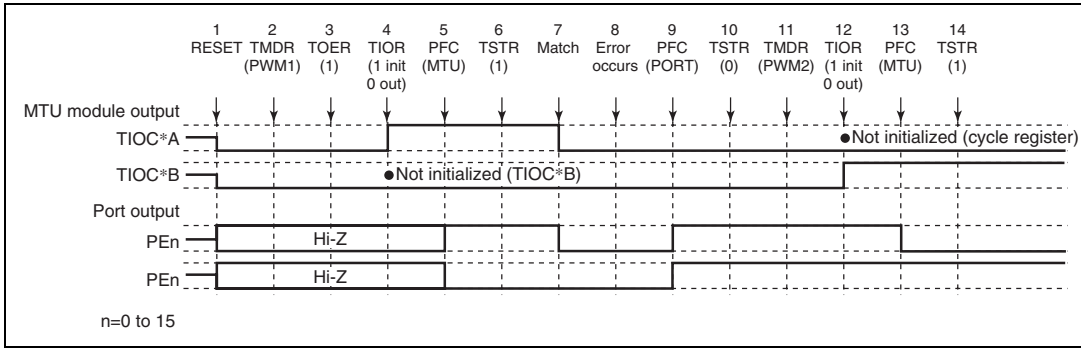 1 2 3 4 5 6 7 8 9 10 11 12 13 14
RESET TMDR TOER TIOR PFC TSTR Match Error PFC TSTR TMDR TIOR PFC TSTR
(PWM1) (1) (1 init (MTU) (1) occurs (PORT) (0) (PWM2) (1 init (MTU) (1)
0 out) 0 out)
MTU module output
TIOC*A ●Not initialized (cycle register)
TIOC*B ●Not initialized (TIOC*B)
Port output
PEn Hi-Z
PEn Hi-Z
n=0 to 15